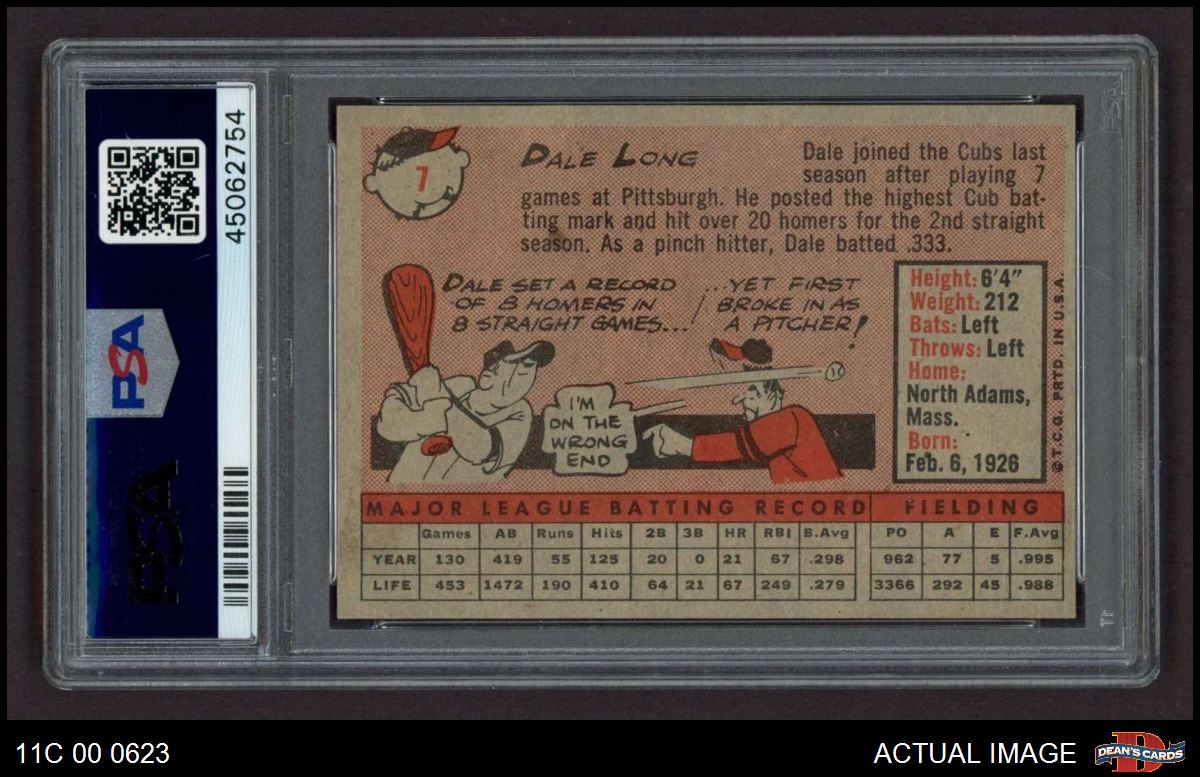 45062754
PSA
PSA
7
DALE LONG
Dale joined the Cubs last
season after playing 7
games at Pittsburgh. He posted the highest Cub bat-
ting mark and hit over 20 homers for the 2nd straight
season. As a pinch hitter, Dale batted .333.
DALE SET A RECORD
OF 8 HOMERS IN
8 STRAIGHT GAMES...
...YET FIRST
BROKE IN AS
A PITCHER!
I'M
ON THE
WRONG
END
Height: 6'4"
Weight: 212
Bats: Left
Throws: Left
Home:
North Adams,
Mass.
Born:
Feb. 6, 1926
© T.C.G. PRTD. IN U.S.A.
MAJOR LEAGUE BATTING RECORD FIELDING
Games AB Runs Hits 2B 3B HR RBI B.Avg PO A E F.Avg
YEAR 130 419 55 125 20 0 21 67 .298 962 77 5 .995
LIFE 453 1472 190 410 64 21 67 249 .279 3366 292 45 .988
PSA
11C 00 0623
ACTUAL IMAGE
DEAN'S CARDS